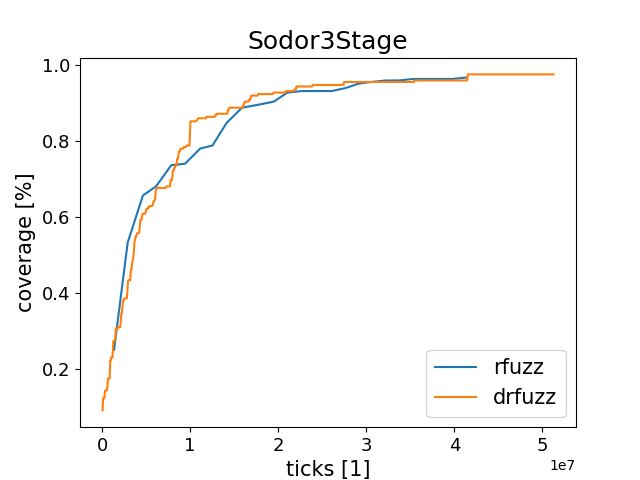 Sodor3Stage
coverage [%]
1.0
0.8
0.6
0.4
0.2
0 1 2 3 4 5
1e7
ticks [1]
rfuzz
drfuzz